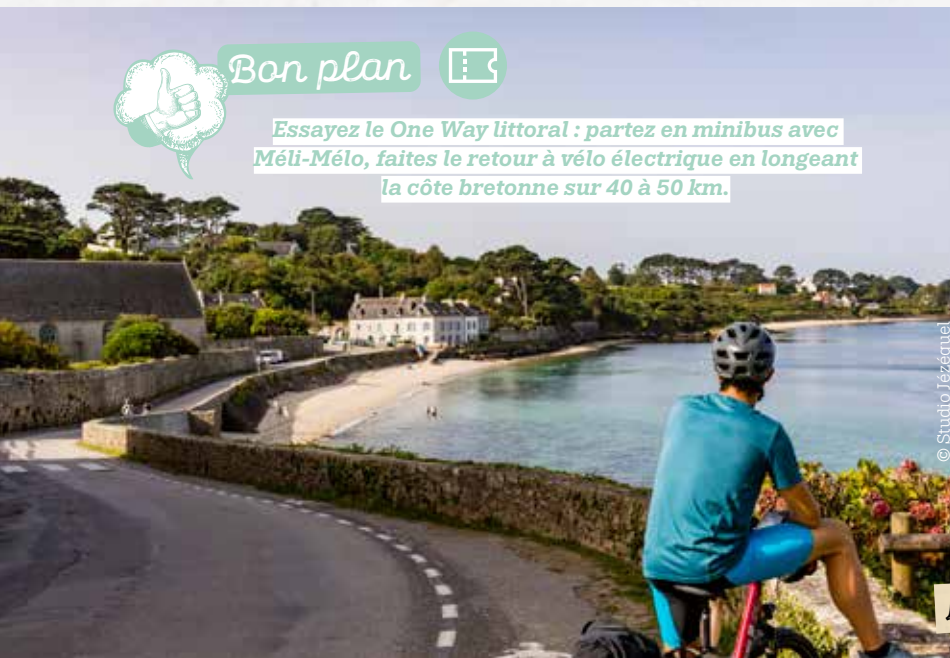 Bon plan
Essayez le One Way littoral : partez en minibus avec
Méli-Mélo, faites le retour à vélo électrique en longeant
la côte bretonne sur 40 à 50 km.
© Studio Jézéquel